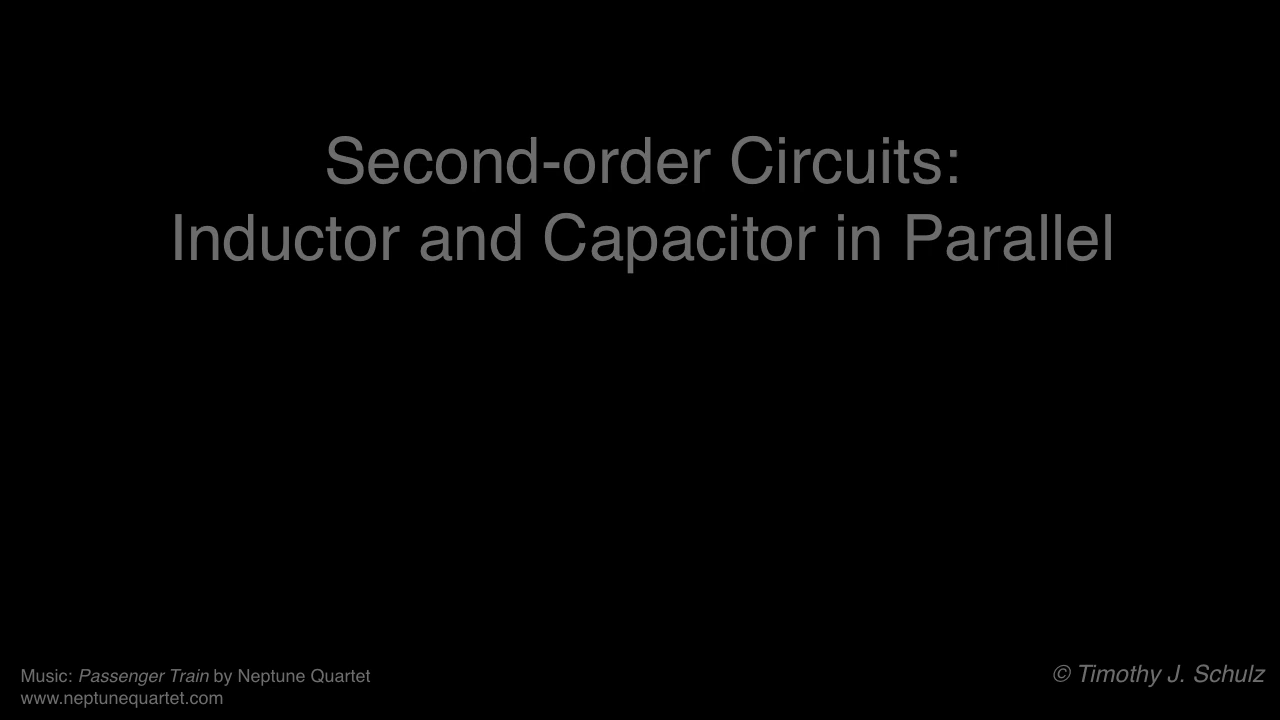 Second-order Circuits:
Inductor and Capacitor in Parallel
Music: Passenger Train by Neptune Quartet
www.neptunequartet.com
© Timothy J. Schulz